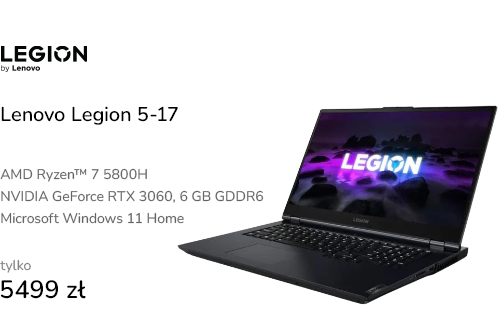 LEGION
by Lenovo
Lenovo Legion 5-17
AMD Ryzen™ 7 5800H
NVIDIA GeForce RTX 3060, 6 GB GDDR6
Microsoft Windows 11 Home
tylko
5499 zł
LEGION
LEGION